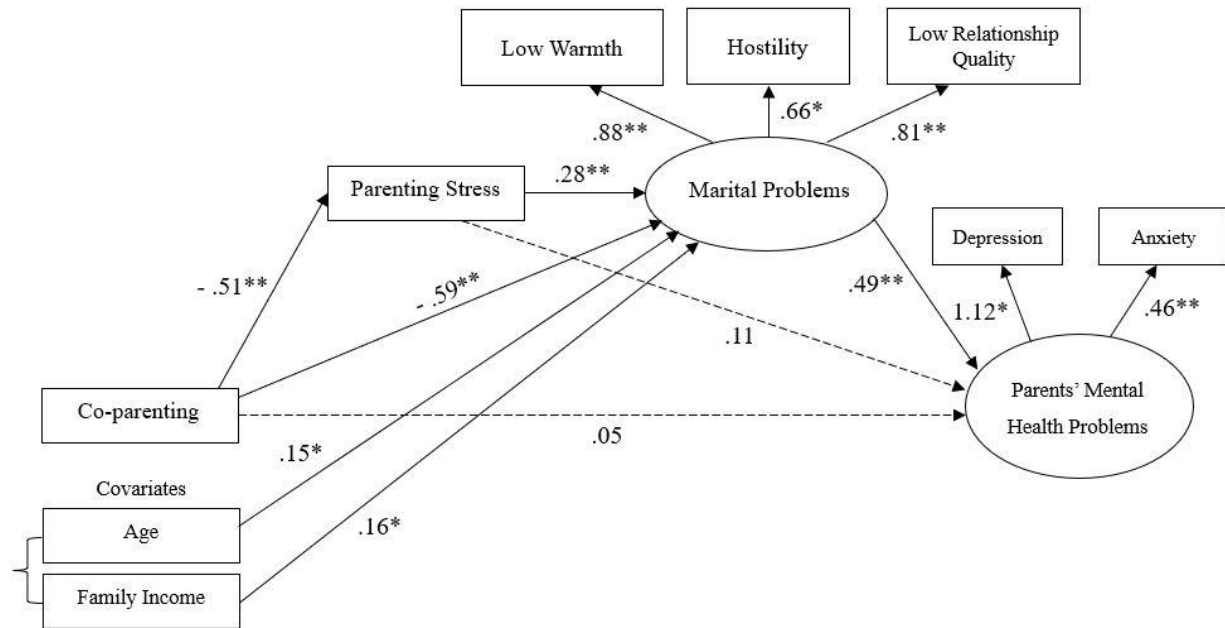 Low Warmth
Hostility
Low Relationship
Quality
.88**
.66*
.81**
Parenting Stress
.28**
Marital Problems
Depression
Anxiety
- .51**
- .59**
.49**
1.12*
.46**
.11
Co-parenting
.05
Parents’ Mental
Health Problems
.15*
.16*
Covariates
Age
Family Income